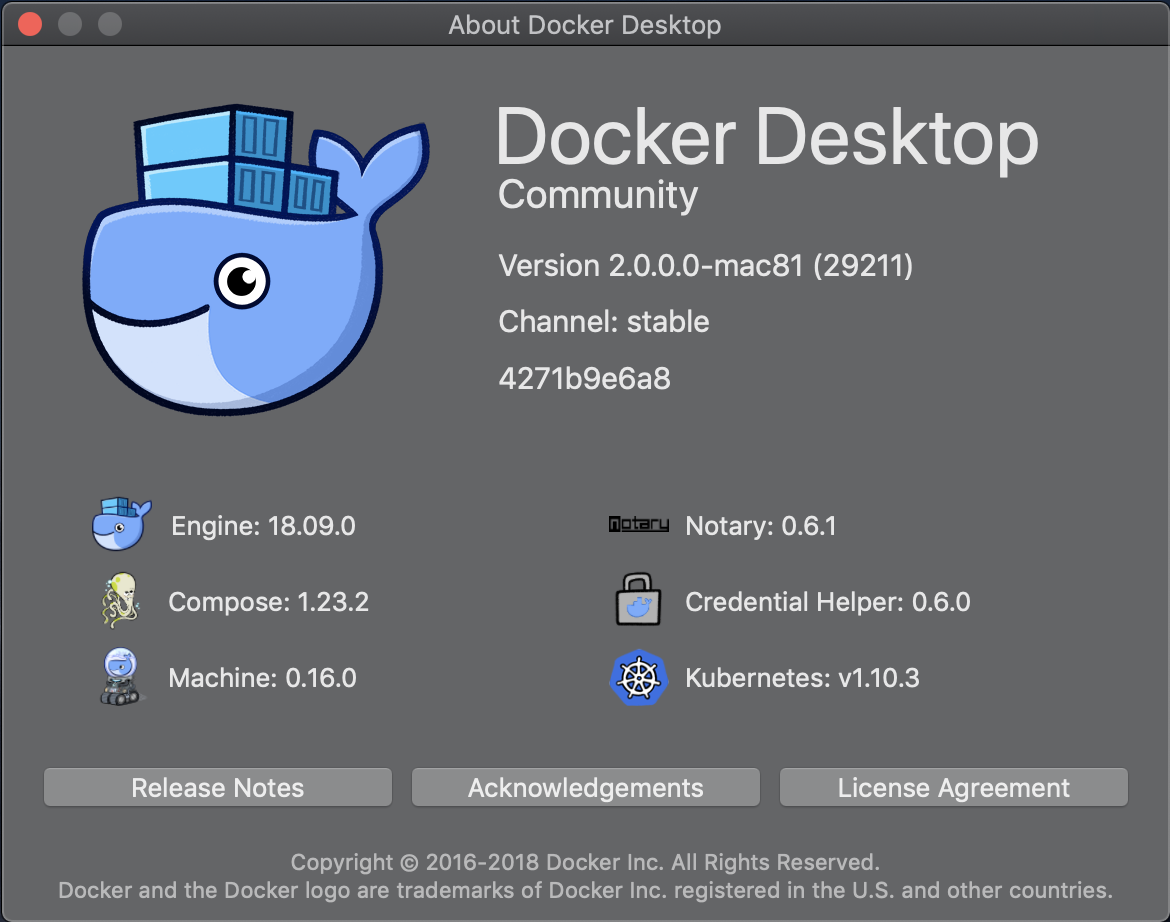 About Docker Desktop
Docker Desktop
Community
Version 2.0.0.0-mac81 (29211)
Channel: stable
4271b9e6a8
Engine: 18.09.0
notary Notary: 0.6.1
Compose: 1.23.2
Credential Helper: 0.6.0
Machine: 0.16.0
Kubernetes: v1.10.3
Release Notes
Acknowledgements
License Agreement
Copyright © 2016-2018 Docker Inc. All Rights Reserved.
Docker and the Docker logo are trademarks of Docker Inc. registered in the U.S. and other countries.